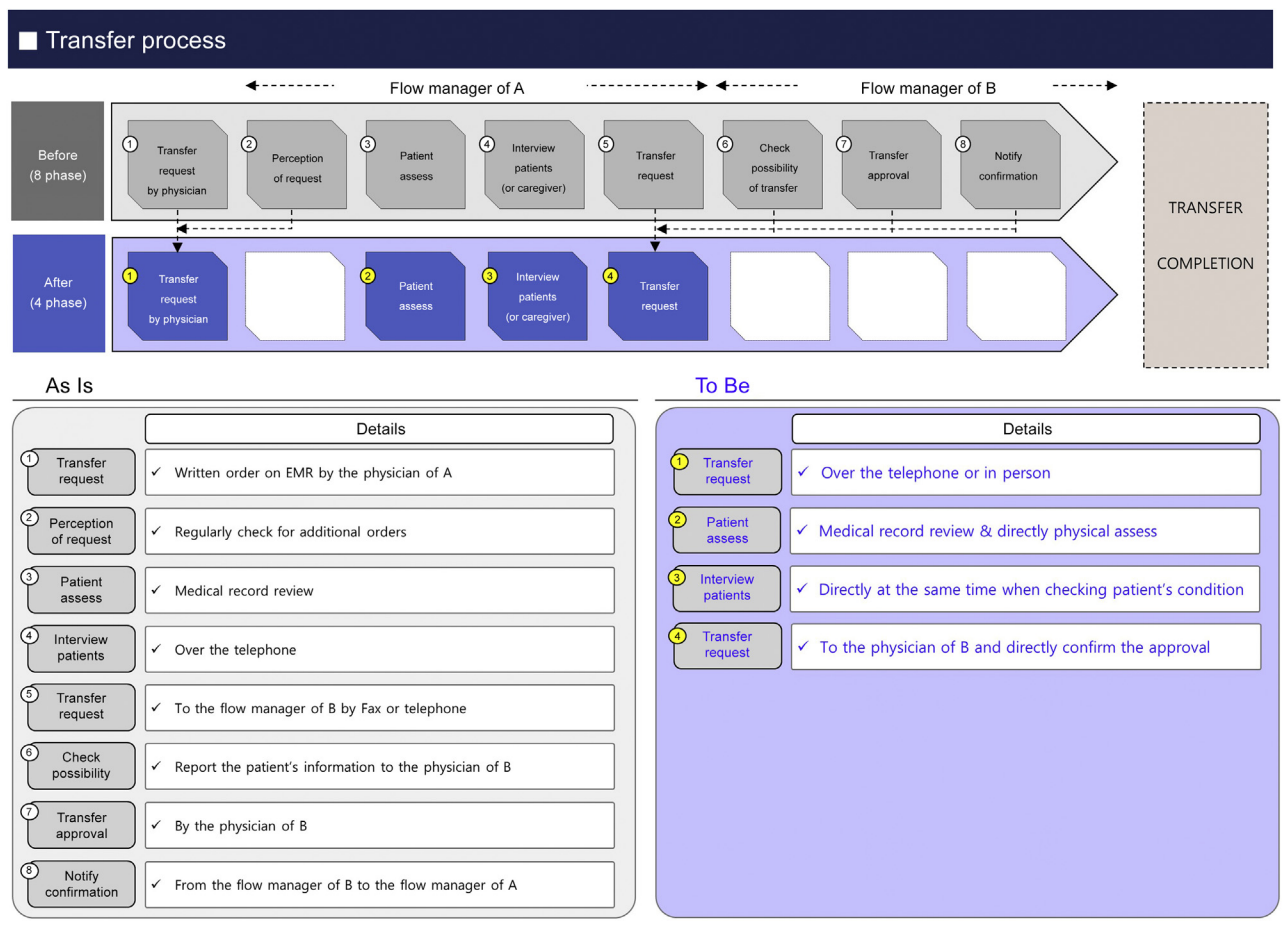 Transfer process
Flow manager of A
Flow manager of B
Before
(8 phase)
1
Transfer
request
by physician
2
Perception
of request
3
Patient
assess
4
Interview
patients
(or caregiver)
5
Transfer
request
6
Check
possibility
of transfer
7
Transfer
approval
8
Notify
confirmation
TRANSFER
COMPLETION
After
(4 phase)
1
Transfer
request
by physician
2
Patient
assess
3
Interview
patients
(or caregiver)
4
Transfer
request
As Is
Details
1
Transfer
request
✓ Written order on EMR by the physician of A
2
Perception
of request
✓ Regularly check for additional orders
3
Patient
assess
✓ Medical record review
4
Interview
patients
✓ Over the telephone
5
Transfer
request
✓ To the flow manager of B by Fax or telephone
6
Check
possibility
✓ Report the patient's information to the physician of B
7
Transfer
approval
✓ By the physician of B
8
Notify
confirmation
✓ From the flow manager of B to the flow manager of A
To Be
Details
1
Transfer
request
✓ Over the telephone or in person
2
Patient
assess
✓ Medical record review & directly physical assess
3
Interview
patients
✓ Directly at the same time when checking patient's condition
4
Transfer
request
✓ To the physician of B and directly confirm the approval